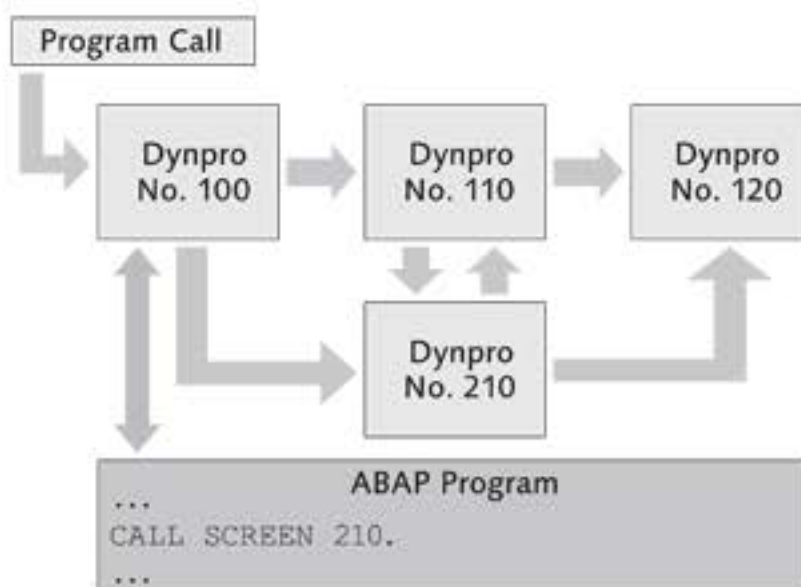 Program Call
Dynpro
No. 100
Dynpro
No. 110
Dynpro
No. 120
Dynpro
No. 210
ABAP Program
...
CALL SCREEN 210.
...